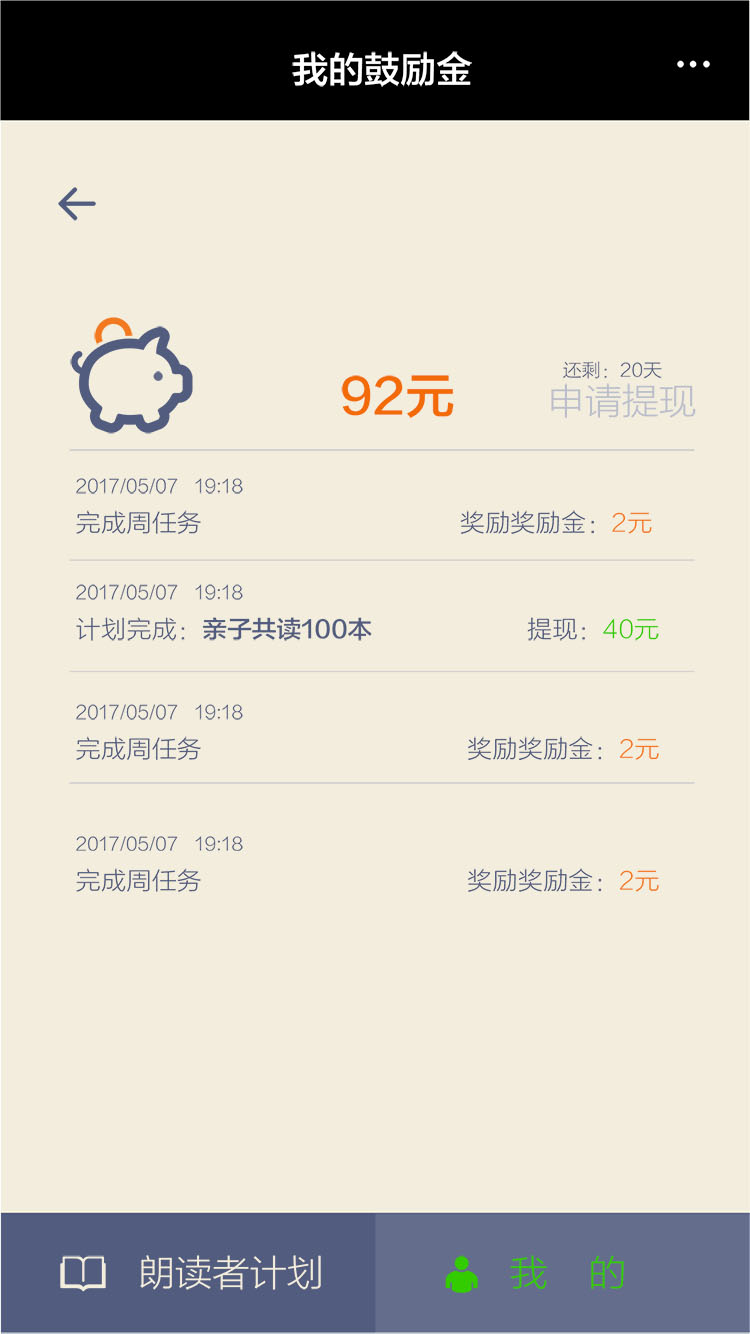 我的鼓励金
92元
还剩：20天
申请提现
2017/05/07 19:18
完成周任务 奖励奖励金：2元
2017/05/07 19:18
计划完成：亲子共读100本 提现：40元
2017/05/07 19:18
完成周任务 奖励奖励金：2元
2017/05/07 19:18
完成周任务 奖励奖励金：2元
朗读者计划 我 的